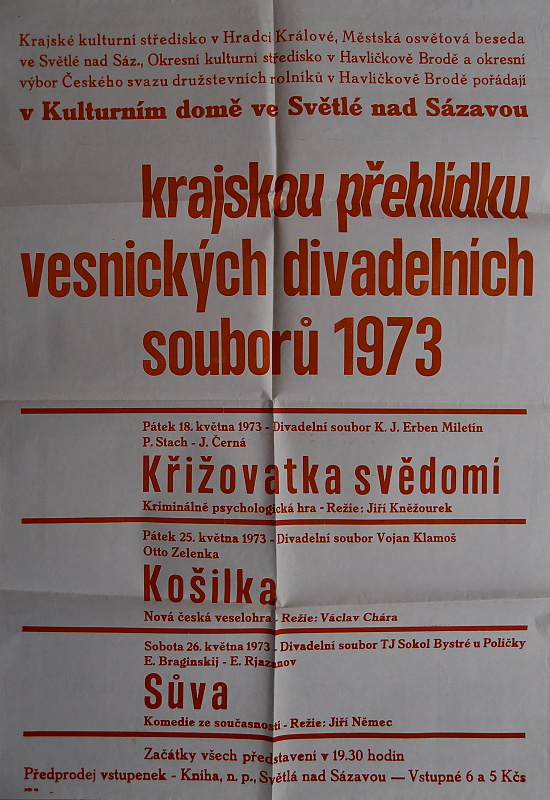 Krajské kulturní středisko v Hradci Králové, Městská osvětová beseda
ve Světlé nad Sáz., Okresní kulturní středisko v Havlíčkově Brodě a okresní
výbor Českého svazu družstevních rolníků v Havlíčkově Brodě pořádají
v Kulturním domě ve Světlé nad Sázavou
krajskou přehlídku
vesnických divadelních
souborů 1973
Pátek 18. května 1973 - Divadelní soubor K. J. Erben Miletín
P. Stach - J. Černá
Křižovatka svědomí
Kriminálně psychologická hra - Režie: Jiří Kněžourek
Pátek 25. května 1973 - Divadelní soubor Vojan Klamoš
Otto Zelenka
Košilka
Nová česká veselohra - Režie: Václav Chára
Sobota 26. května 1973 - Divadelní soubor TJ Sokol Bystré u Poličky
E. Braginskij - E. Rjazanov
Sůva
Komedie ze současnosti - Režie: Jiří Němec
Začátky všech představení v 19.30 hodin
Předprodej vstupenek - Kniha, n. p., Světlá nad Sázavou — Vstupné 6 a 5 Kčs